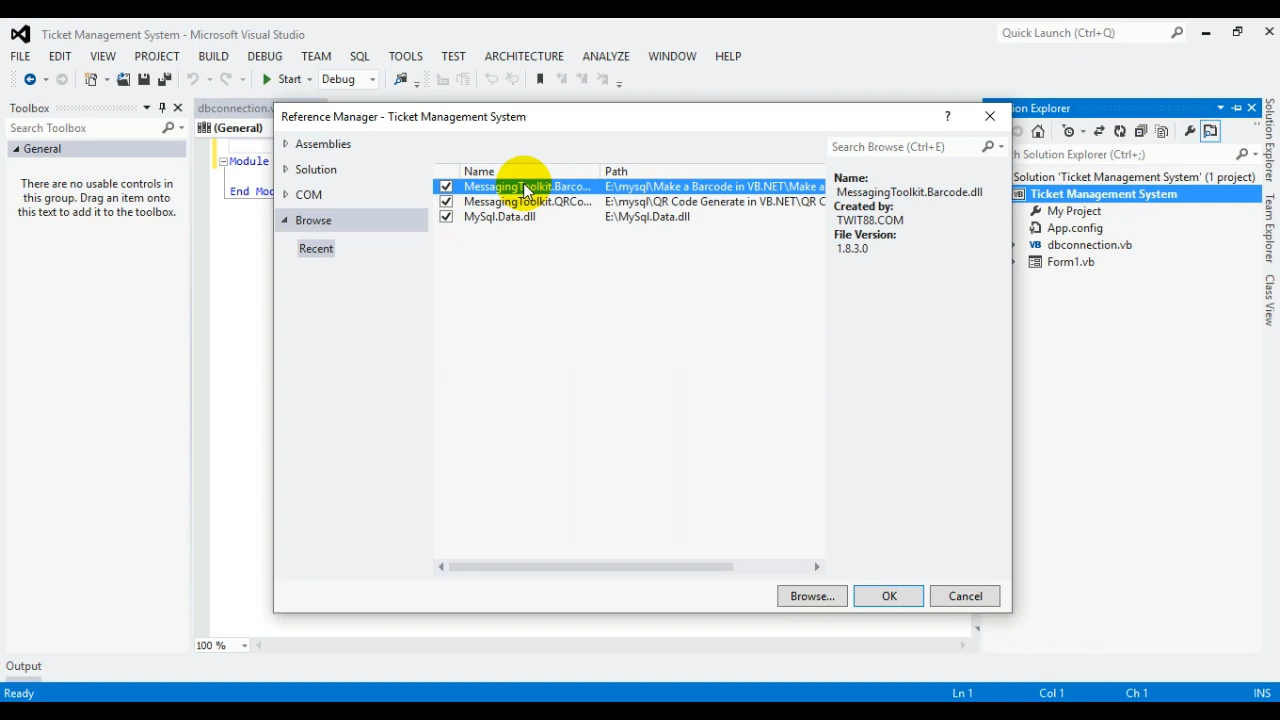 Ticket Management System - Microsoft Visual Studio
Quick Launch (Ctrl+Q)
FILE EDIT VIEW PROJECT BUILD DEBUG TEAM SQL TOOLS TEST ARCHITECTURE ANALYZE WINDOW HELP
Start Debug
Toolbox
Search Toolbox
General
There are no usable controls in
this group. Drag an item onto
this text to add it to the toolbox.
dbconnection.
(General)
Module
End Mod
Reference Manager - Ticket Management System
?
Assemblies
Solution
COM
Browse
Recent
Search Browse (Ctrl+E)
Name Path
MessagingToolkit.Barco... E:\mysql\Make a Barcode in VB.NET\Make a
MessagingToolkit.QRCo... E:\mysql\QR Code Generate in VB.NET\QR C
MySql.Data.dll E:\MySql.Data.dll
Name:
MessagingToolkit.Barcode.dll
Created by:
TWIT88.COM
File Version:
1.8.3.0
Browse... OK Cancel
ion Explorer
ch Solution Explorer (Ctrl+;)
Solution 'Ticket Management System' (1 project)
VB Ticket Management System
My Project
App.config
VB dbconnection.vb
Form1.vb
Solution Explorer
Team Explorer
Class View
100 %
Output
Ready Ln 1 Col 1 Ch 1 INS